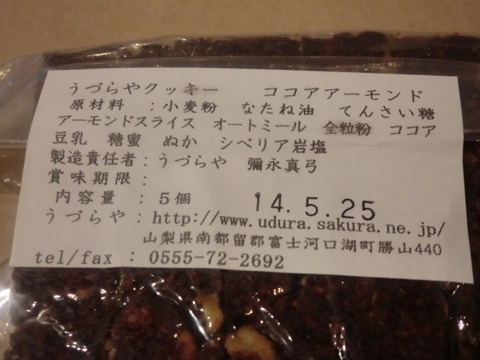 うづらやクッキー ココアアーモンド
原材料 :小麦粉 なたね油 てんさい糖
アーモンドスライス オートミール 全粒粉 ココア
豆乳 糖蜜 ぬか シベリア岩塩
製造責任者:うづらや 彌永真弓
賞味期限:
内容量 :5個 14.5.25
うづらや:http://www.udura.sakura.ne.jp/
山梨県南都留郡富士河口湖町勝山440
tel/fax : 0555-72-2692